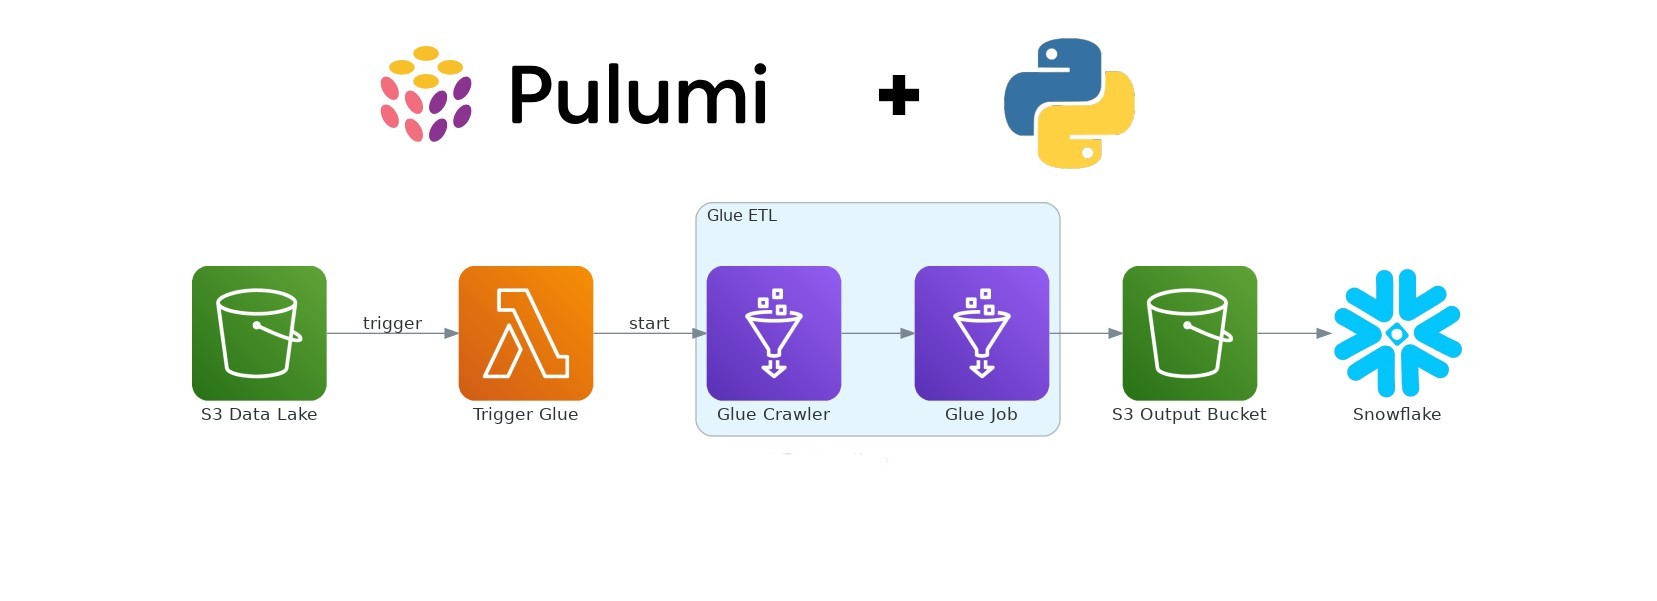 Pulumi +
Glue ETL
trigger
start
S3 Data Lake
Trigger Glue
Glue Crawler
Glue Job
S3 Output Bucket
Snowflake